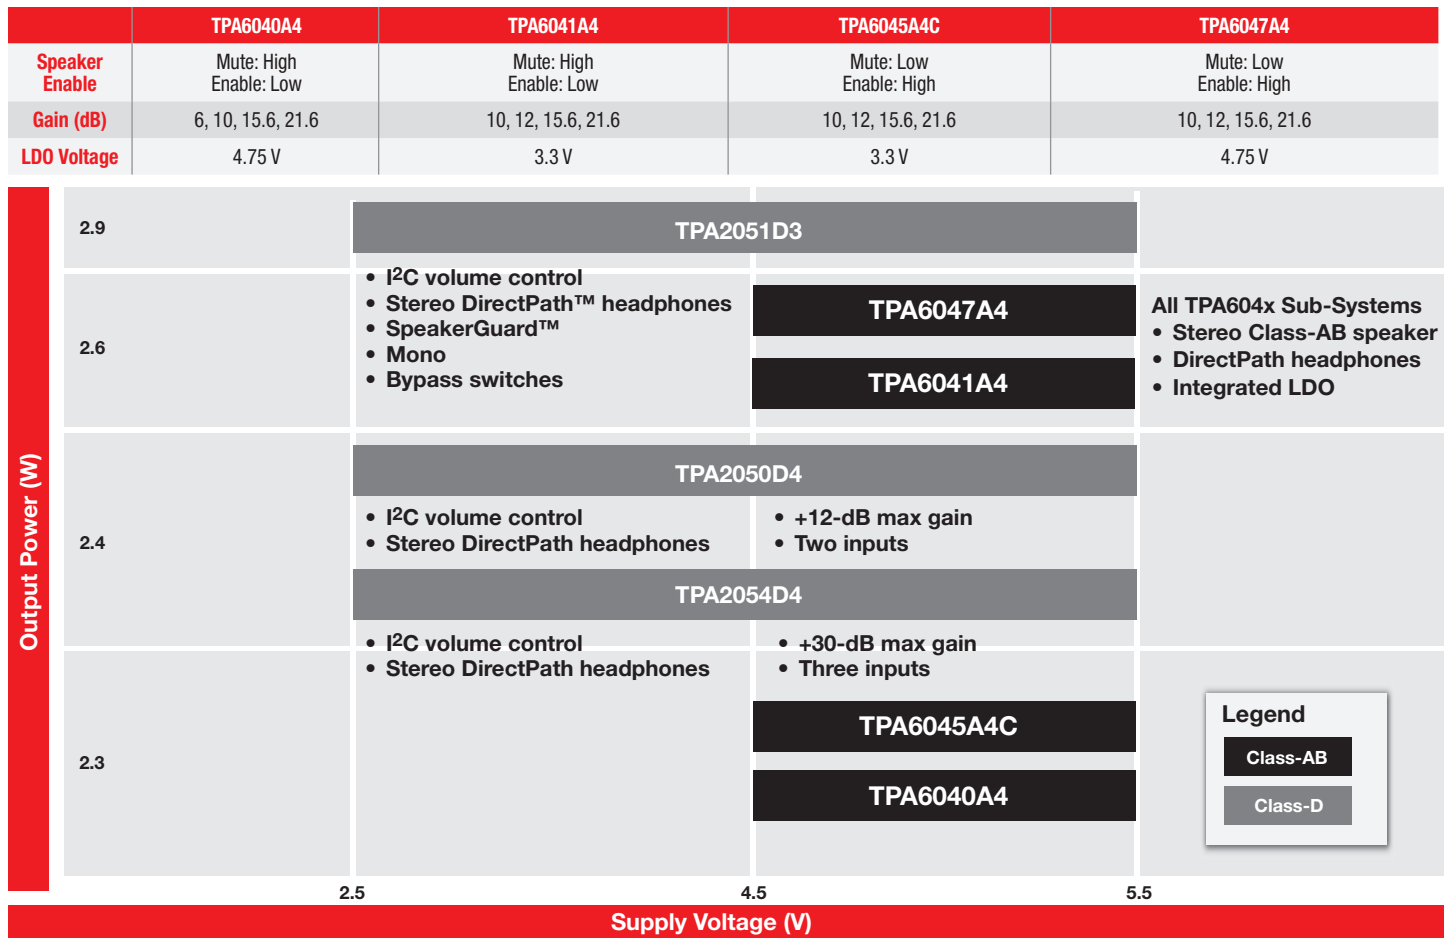 TPA6040A4 TPA6041A4 TPA6045A4C TPA6047A4
Speaker Enable
Mute: High
Enable: Low
Mute: High
Enable: Low
Mute: Low
Enable: High
Mute: Low
Enable: High
Gain (dB) 6, 10, 15.6, 21.6 10, 12, 15.6, 21.6 10, 12, 15.6, 21.6 10, 12, 15.6, 21.6
LDO Voltage 4.75 V 3.3 V 3.3 V 4.75 V
Output Power (W)
2.9
TPA2051D3
• I²C volume control
• Stereo DirectPath™ headphones
• SpeakerGuard™
• Mono
• Bypass switches
2.6
TPA6047A4
TPA6041A4
All TPA604x Sub-Systems
• Stereo Class-AB speaker
• DirectPath headphones
• Integrated LDO
2.4
TPA2050D4
• I²C volume control
• Stereo DirectPath headphones
• +12-dB max gain
• Two inputs
TPA2054D4
• I²C volume control
• Stereo DirectPath headphones
• +30-dB max gain
• Three inputs
2.3
TPA6045A4C
TPA6040A4
Legend
Class-AB
Class-D
2.5 4.5 5.5
Supply Voltage (V)